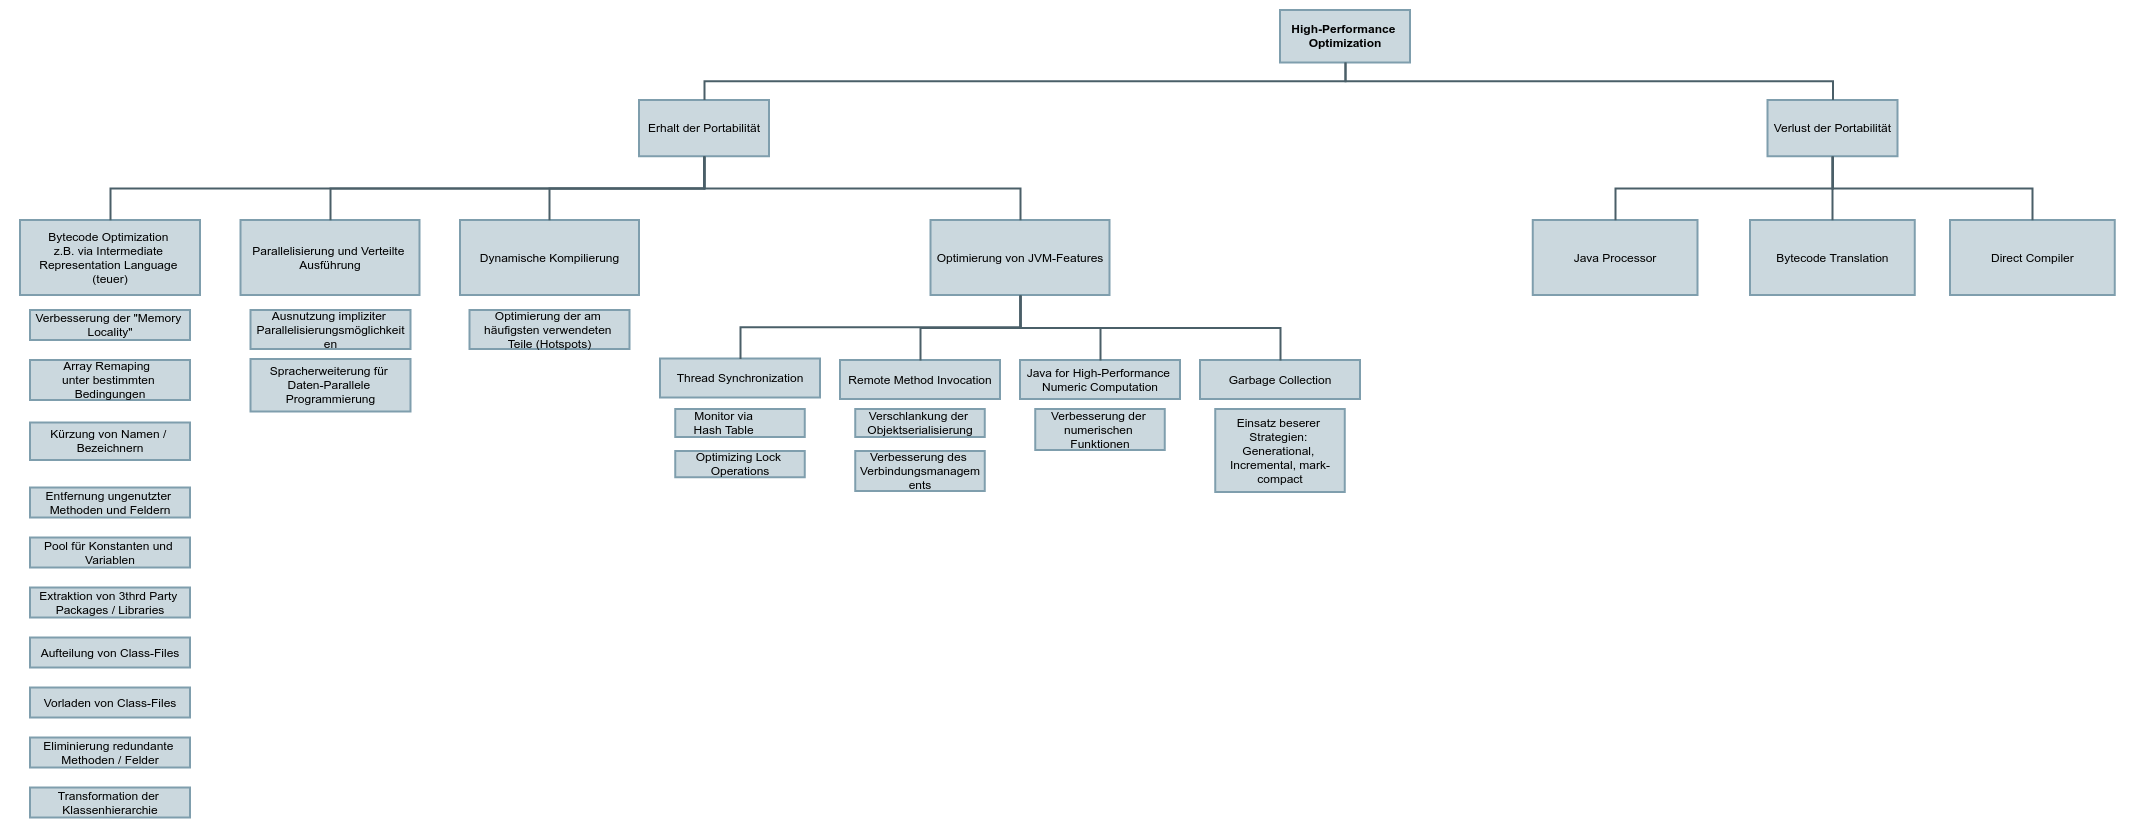 High-Performance
Optimization
Erhalt der Portabilität
Verlust der Portabilität
Bytecode Optimization
z.B. via Intermediate
Representation Language
(teuer)
Parallelisierung und Verteilte
Ausführung
Dynamische Kompilierung
Optimierung von JVM-Features
Java Processor
Bytecode Translation
Direct Compiler
Verbesserung der "Memory
Locality"
Array Remaping
unter bestimmten
Bedingungen
Kürzung von Namen /
Bezeichnern
Entfernung ungenutzter
Methoden und Feldern
Pool für Konstanten und
Variablen
Extraktion von 3thrd Party
Packages / Libraries
Aufteilung von Class-Files
Vorladen von Class-Files
Eliminierung redundante
Methoden / Felder
Transformation der
Klassenhierarchie
Ausnutzung impliziter
Parallelisierungsmöglichkeit
en
Spracherweiterung für
Daten-Parallele
Programmierung
Optimierung der am
häufigsten verwendeten
Teile (Hotspots)
Thread Synchronization
Monitor via
Hash Table
Optimizing Lock
Operations
Remote Method Invocation
Verschlankung der
Objektserialisierung
Verbesserung des
Verbindungsmanagem
ents
Java for High-Performance
Numeric Computation
Verbesserung der
numerischen
Funktionen
Garbage Collection
Einsatz beserer
Strategien:
Generational,
Incremental, mark-
compact